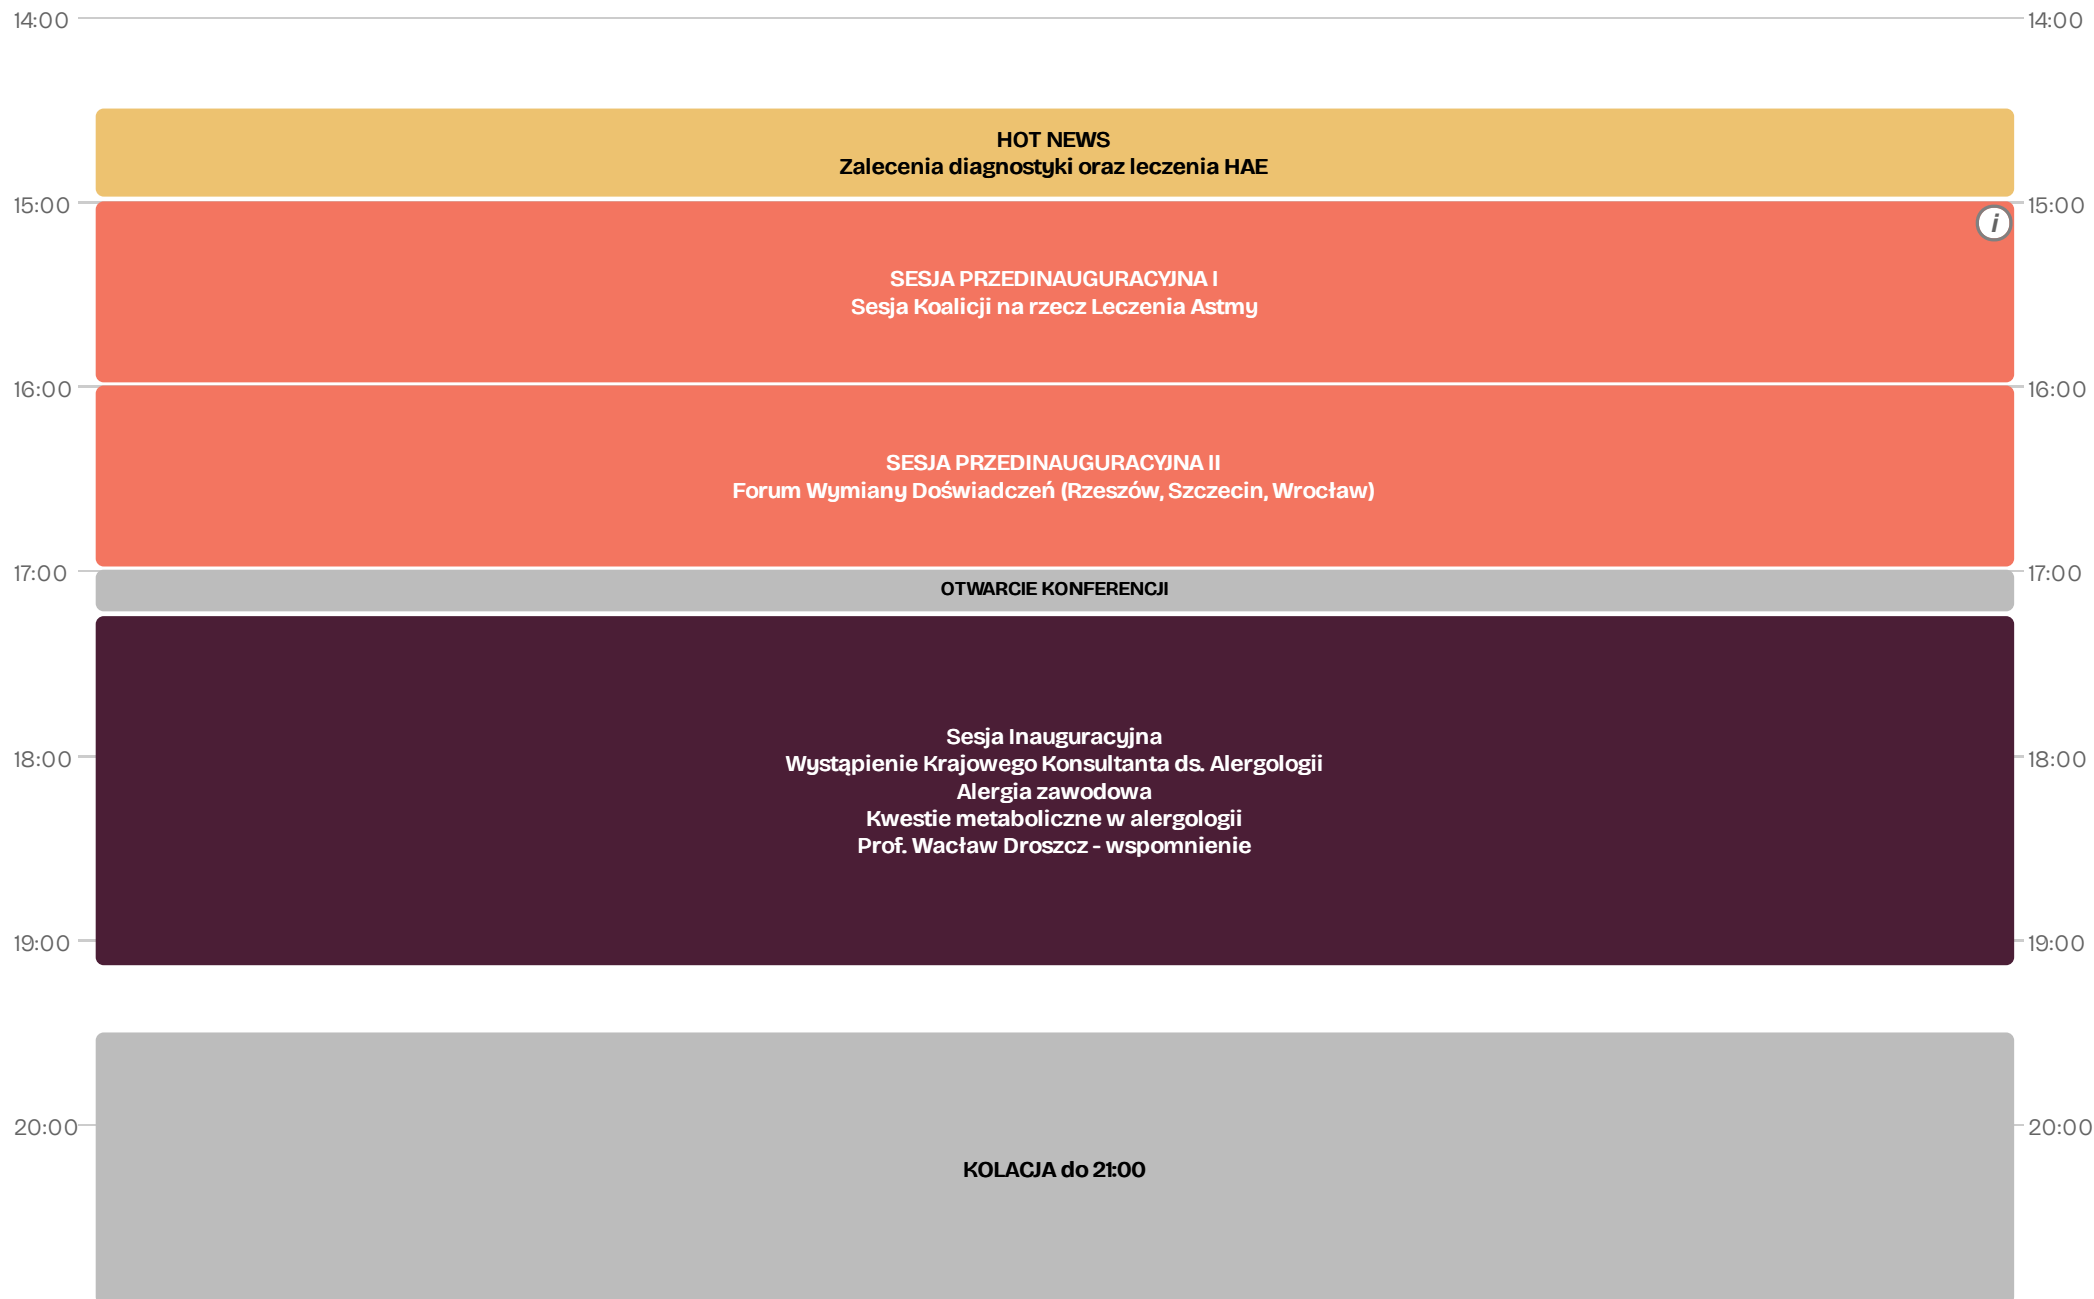 14:00 14:00
HOT NEWS
Zalecenia diagnostyki oraz leczenia HAE
15:00 15:00
i
SESJA PRZEDINAUGURACYJNA I
Sesja Koalicji na rzecz Leczenia Astmy
16:00 16:00
SESJA PRZEDINAUGURACYJNA II
Forum Wymiany Doświadczeń (Rzeszów, Szczecin, Wrocław)
17:00 17:00
OTWARCIE KONFERENCJI
Sesja Inauguracyjna
18:00 18:00
Wystąpienie Krajowego Konsultanta ds. Alergologii
Alergia zawodowa
Kwestie metaboliczne w alergologii
Prof. Wacław Droszcz - wspomnienie
19:00 19:00
20:00 20:00
KOLACJA do 21:00